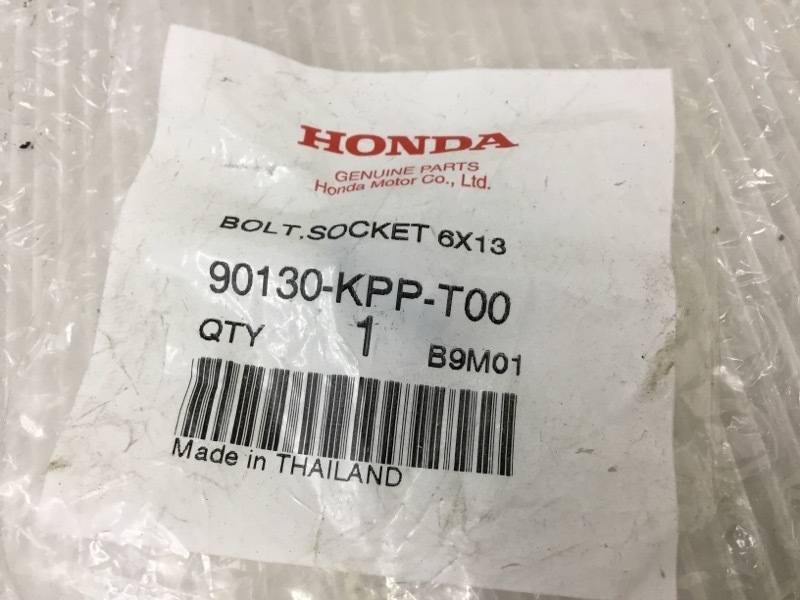 HONDA
GENUINE PARTS
Honda Motor Co., Ltd.
BOLT.SOCKET 6X13
90130-KPP-T00
QTY 1 B9M01
Made in THAILAND